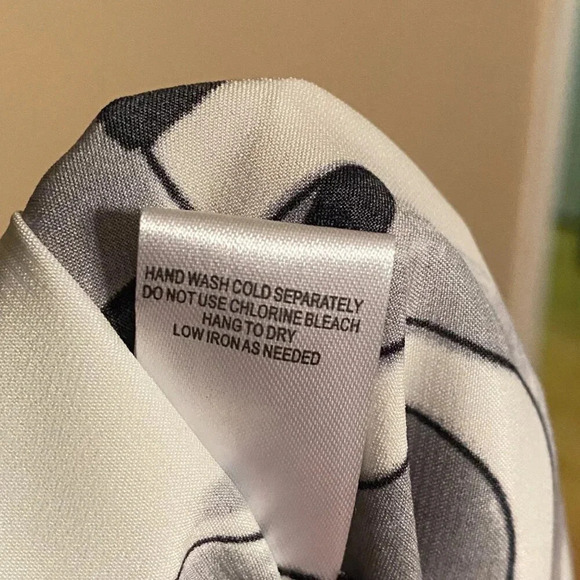 HAND WASH COLD SEPARATELY
DO NOT USE CHLORINE BLEACH
HANG TO DRY
LOW IRON AS NEEDED